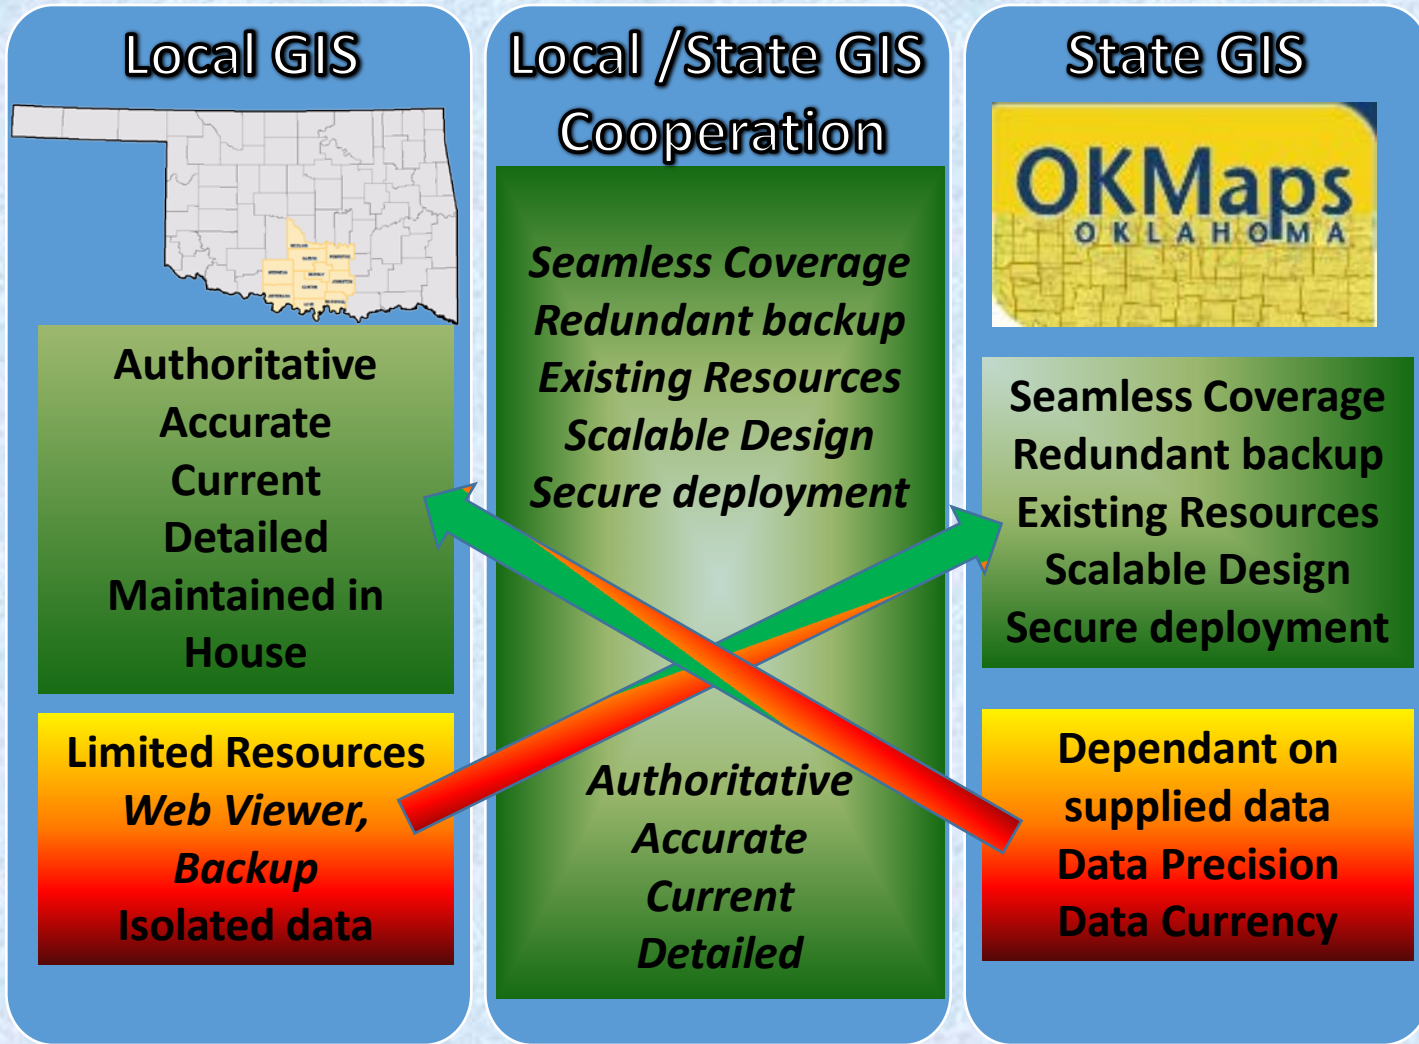 Local GIS
Authoritative
Accurate
Current
Detailed
Maintained in
House
Limited Resources
Web Viewer,
Backup
Isolated data
Local /State GIS
Cooperation
Seamless Coverage
Redundant backup
Existing Resources
Scalable Design
Secure deployment
Authoritative
Accurate
Current
Detailed
State GIS
OKMaps
OKLAHOMA
Seamless Coverage
Redundant backup
Existing Resources
Scalable Design
Secure deployment
Dependant on
supplied data
Data Precision
Data Currency